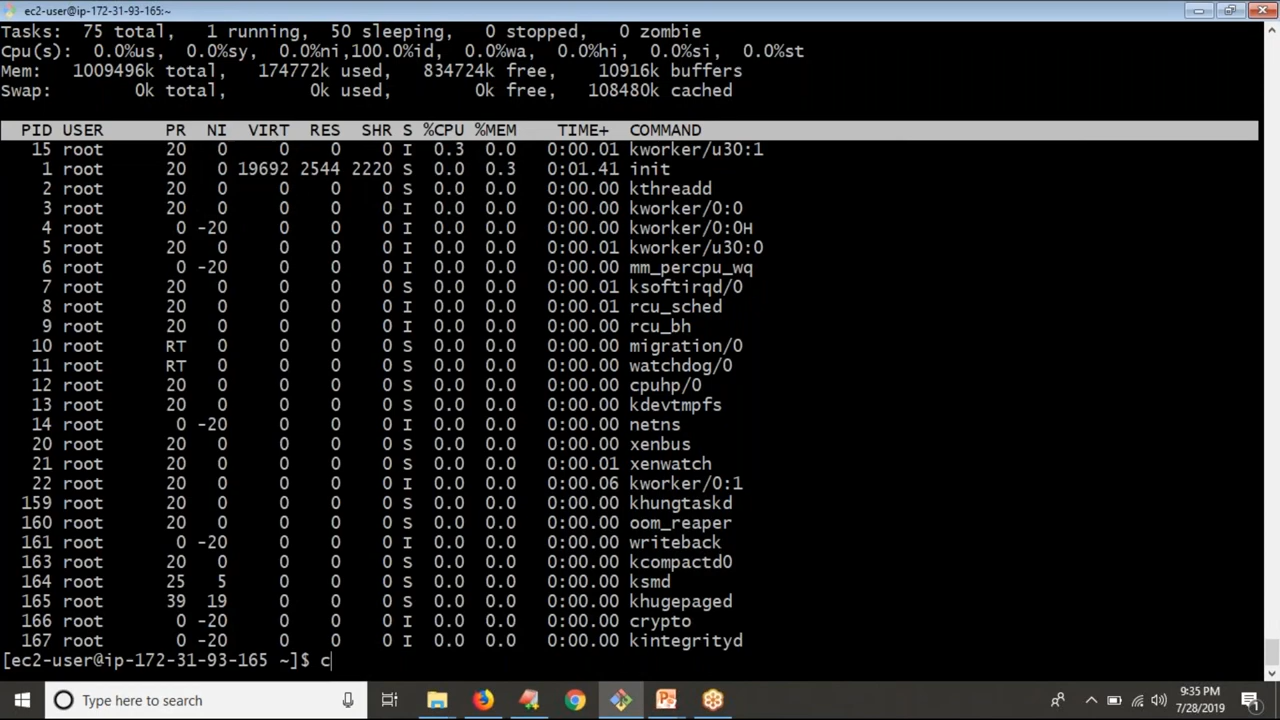 ec2-user@ip-172-31-93-165:~
Tasks: 75 total, 1 running, 50 sleeping, 0 stopped, 0 zombie
Cpu(s): 0.0%us, 0.0%sy, 0.0%ni,100.0%id, 0.0%wa, 0.0%hi, 0.0%si, 0.0%st
Mem: 1009496k total, 174772k used, 834724k free, 10916k buffers
Swap: 0k total, 0k used, 0k free, 108480k cached
PID USER PR NI VIRT RES SHR S %CPU %MEM TIME+ COMMAND
15 root 20 0 0 0 0 I 0.3 0.0 0:00.01 kworker/u30:1
1 root 20 0 19692 2544 2220 S 0.0 0.3 0:01.41 init
2 root 20 0 0 0 0 S 0.0 0.0 0:00.00 kthreadd
3 root 20 0 0 0 0 I 0.0 0.0 0:00.00 kworker/0:0
4 root 0 -20 0 0 0 I 0.0 0.0 0:00.00 kworker/0:0H
5 root 20 0 0 0 0 I 0.0 0.0 0:00.01 kworker/u30:0
6 root 0 -20 0 0 0 I 0.0 0.0 0:00.00 mm_percpu_wq
7 root 20 0 0 0 0 S 0.0 0.0 0:00.01 ksoftirqd/0
8 root 20 0 0 0 0 I 0.0 0.0 0:00.01 rcu_sched
9 root 20 0 0 0 0 I 0.0 0.0 0:00.00 rcu_bh
10 root RT 0 0 0 0 S 0.0 0.0 0:00.00 migration/0
11 root RT 0 0 0 0 S 0.0 0.0 0:00.00 watchdog/0
12 root 20 0 0 0 0 S 0.0 0.0 0:00.00 cpuhp/0
13 root 20 0 0 0 0 S 0.0 0.0 0:00.00 kdevtmpfs
14 root 0 -20 0 0 0 I 0.0 0.0 0:00.00 netns
20 root 20 0 0 0 0 S 0.0 0.0 0:00.00 xenbus
21 root 20 0 0 0 0 S 0.0 0.0 0:00.01 xenwatch
22 root 20 0 0 0 0 I 0.0 0.0 0:00.06 kworker/0:1
159 root 20 0 0 0 0 S 0.0 0.0 0:00.00 khungtaskd
160 root 20 0 0 0 0 S 0.0 0.0 0:00.00 oom_reaper
161 root 0 -20 0 0 0 I 0.0 0.0 0:00.00 writeback
163 root 20 0 0 0 0 S 0.0 0.0 0:00.00 kcompactd0
164 root 25 5 0 0 0 S 0.0 0.0 0:00.00 ksmd
165 root 39 19 0 0 0 S 0.0 0.0 0:00.00 khugepaged
166 root 0 -20 0 0 0 I 0.0 0.0 0:00.00 crypto
167 root 0 -20 0 0 0 I 0.0 0.0 0:00.00 kintegrityd
[ec2-user@ip-172-31-93-165 ~]$ c
Type here to search
9:35 PM
7/28/2019